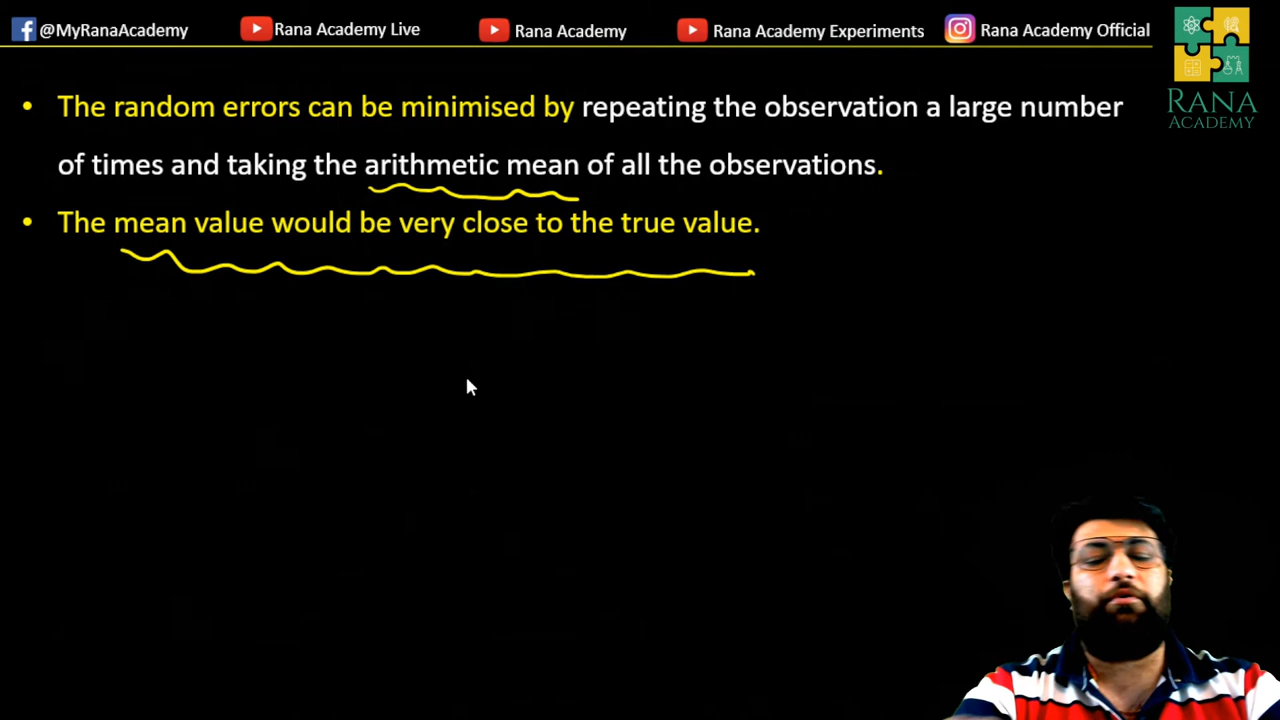 @MyRanaAcademy Rana Academy Live Rana Academy Rana Academy Experiments Rana Academy Official
RANA
ACADEMY
• The random errors can be minimised by repeating the observation a large number
of times and taking the arithmetic mean of all the observations.
• The mean value would be very close to the true value.